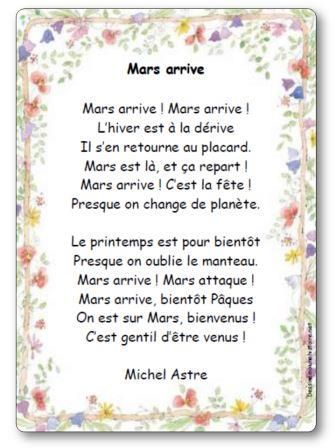 Mars arrive
Mars arrive ! Mars arrive !
L'hiver est à la dérive
Il s'en retourne au placard.
Mars est là, et ça repart !
Mars arrive ! C'est la fête !
Presque on change de planète.
Le printemps est pour bientôt
Presque on oublie le manteau.
Mars arrive ! Mars attaque !
Mars arrive, bientôt Pâques
On est sur Mars, bienvenus !
C'est gentil d'être venus !
Michel Astre